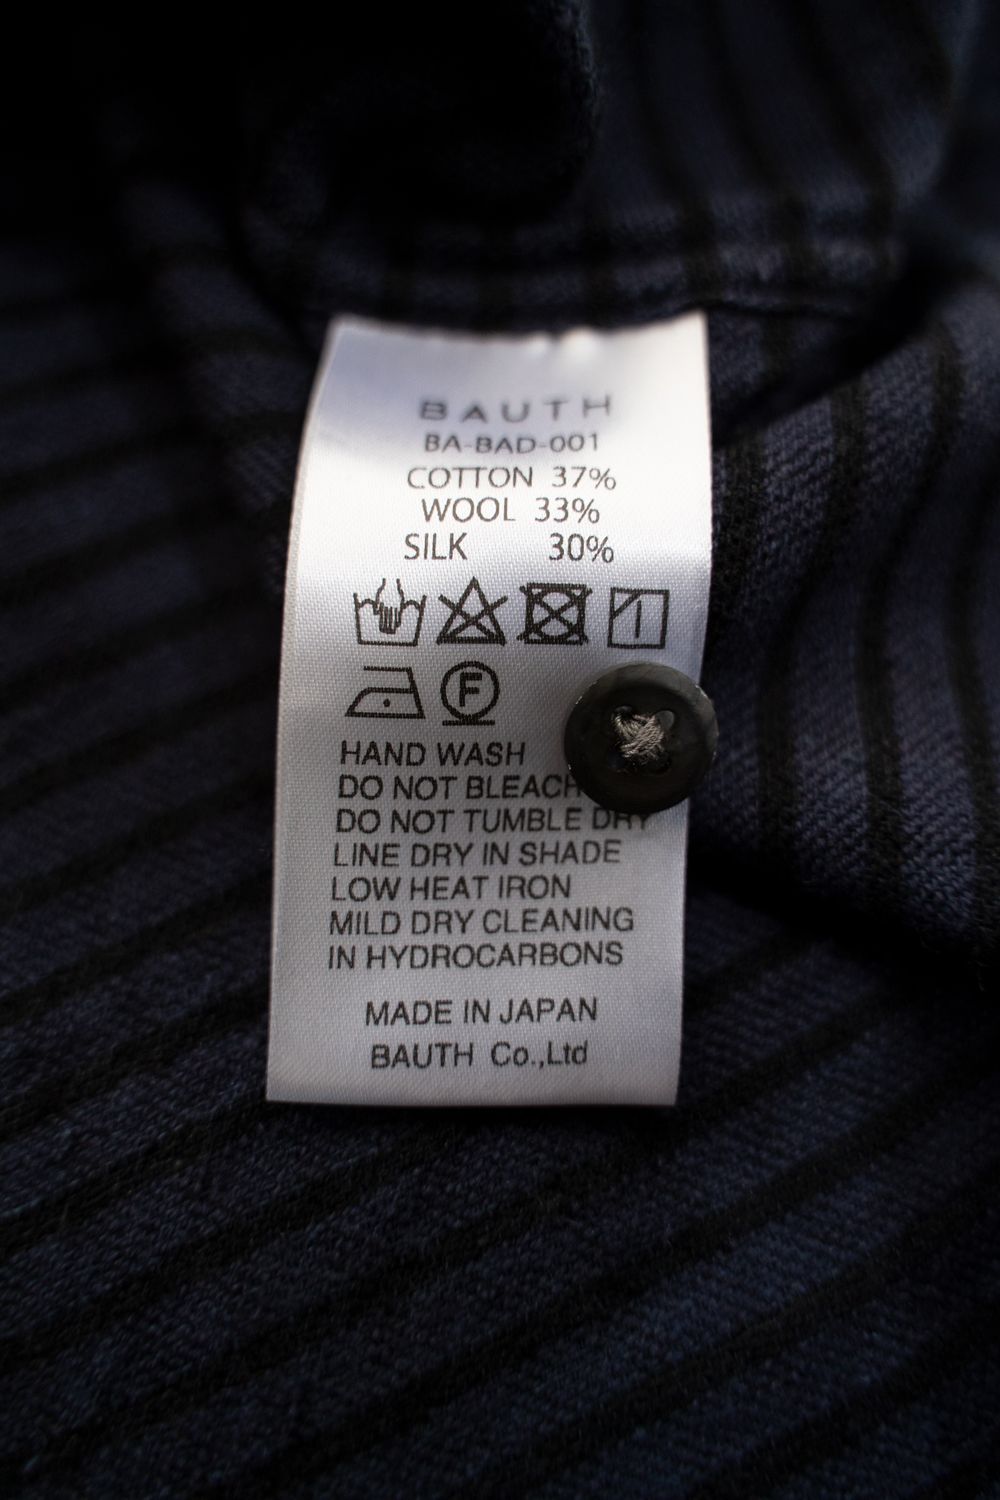 BAUTH
BA-BAD-001
COTTON 37%
WOOL 33%
SILK 30%
F
HAND WASH
DO NOT BLEACH
DO NOT TUMBLE DRY
LINE DRY IN SHADE
LOW HEAT IRON
MILD DRY CLEANING
IN HYDROCARBONS
MADE IN JAPAN
BAUTH Co.,Ltd